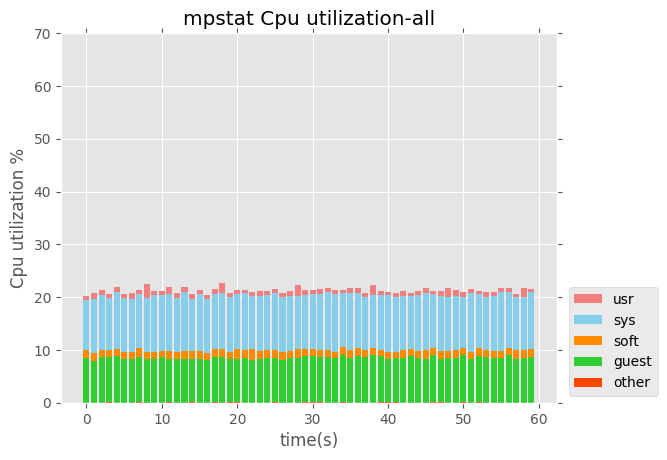 mpstat Cpu utilization-all
70
60
50
40
30
20
10
0
Cpu utilization %
0 10 20 30 40 50 60
time(s)
usr
sys
soft
guest
other